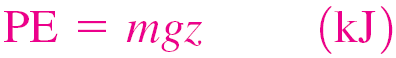 PE = mgz (kJ)